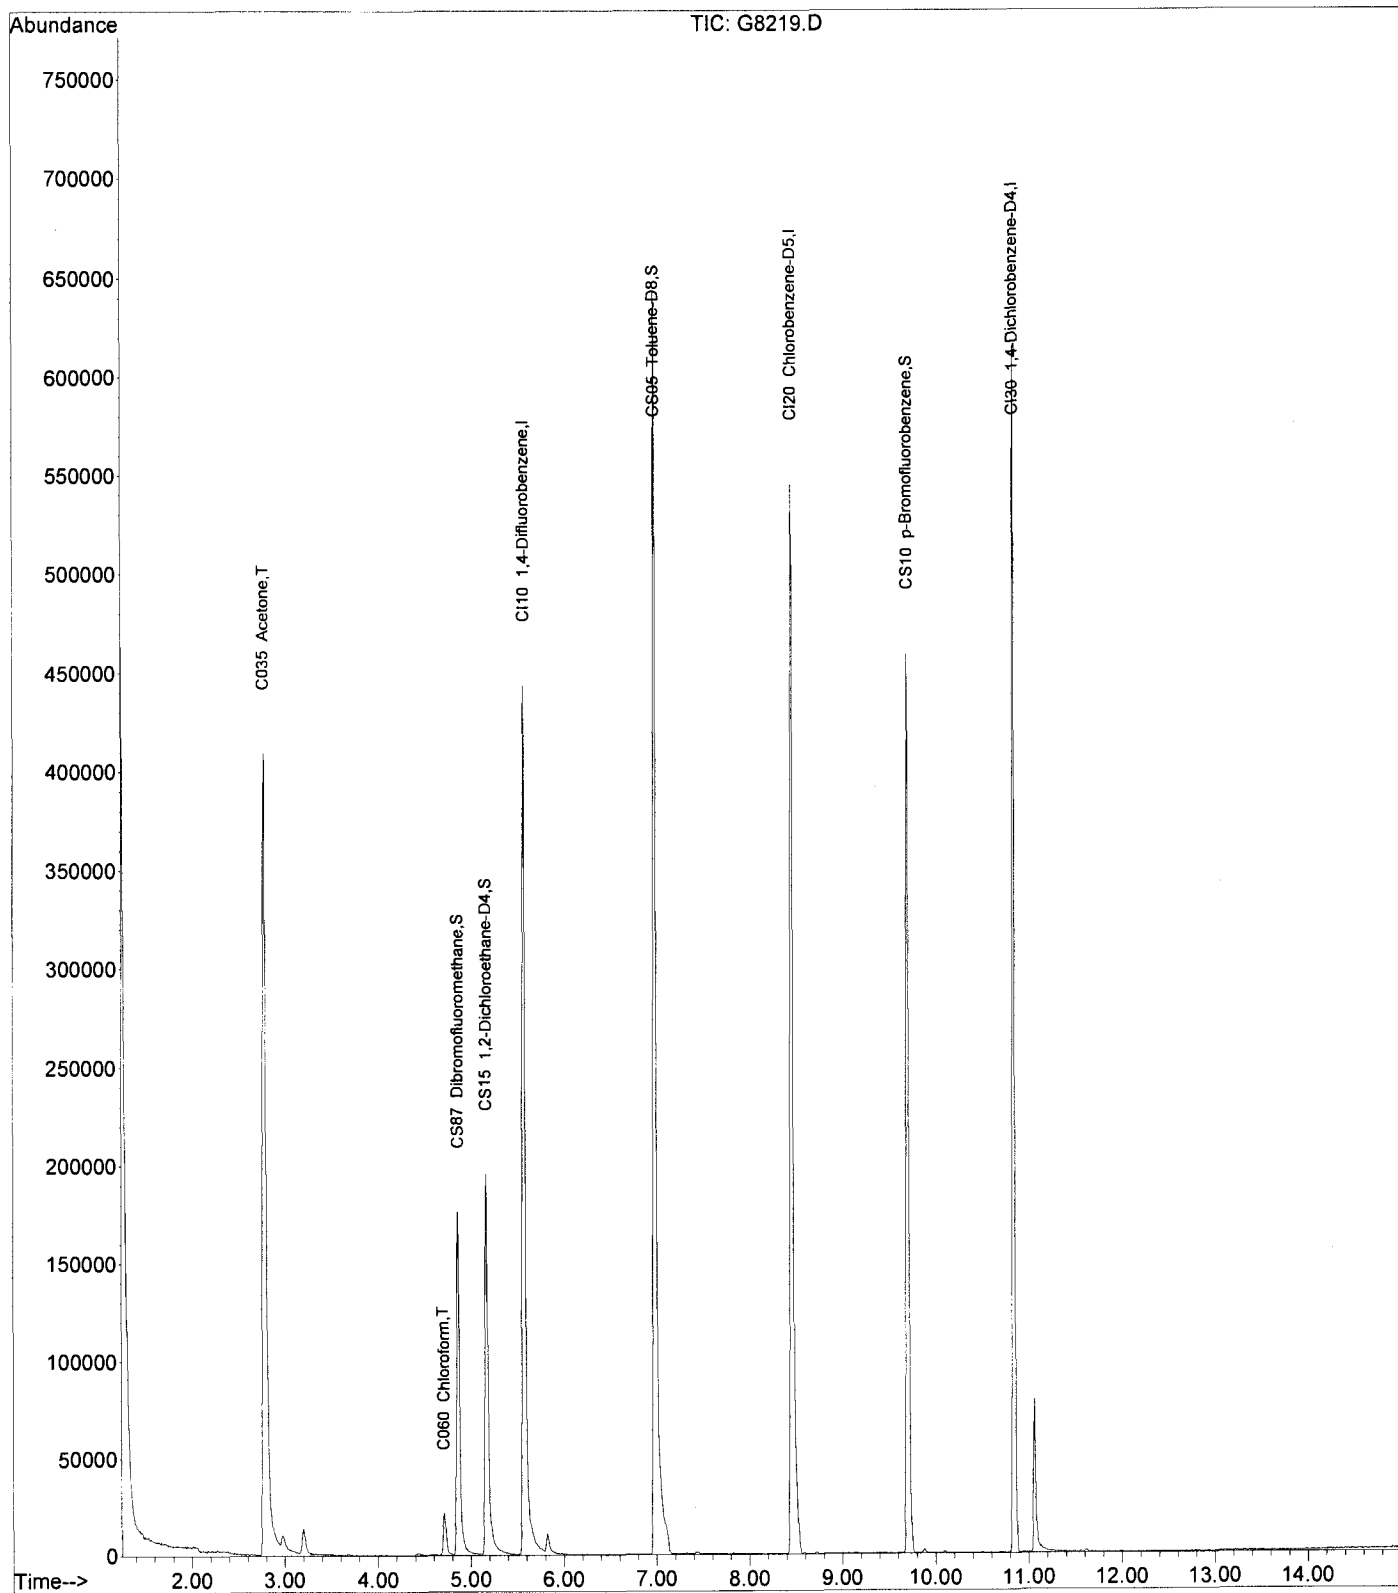 Abundance
TIC: G8219.D
750000
700000
650000
600000
550000
500000
450000
400000
350000
300000
250000
200000
150000
100000
50000
0
C035 Acetone,T
C060 Chloroform,T
CS87 Dibromofluoromethane,S
CS15 1,2-Dichloroethane-D4,S
CI10 1,4-Difluorobenzene,I
CS05 Toluene-D8,S
CI20 Chlorobenzene-D5,I
CS10 p-Bromofluorobenzene,S
CI30 1,4-Dichlorobenzene-D4,I
Time-->
2.00 3.00 4.00 5.00 6.00 7.00 8.00 9.00 10.00 11.00 12.00 13.00 14.00